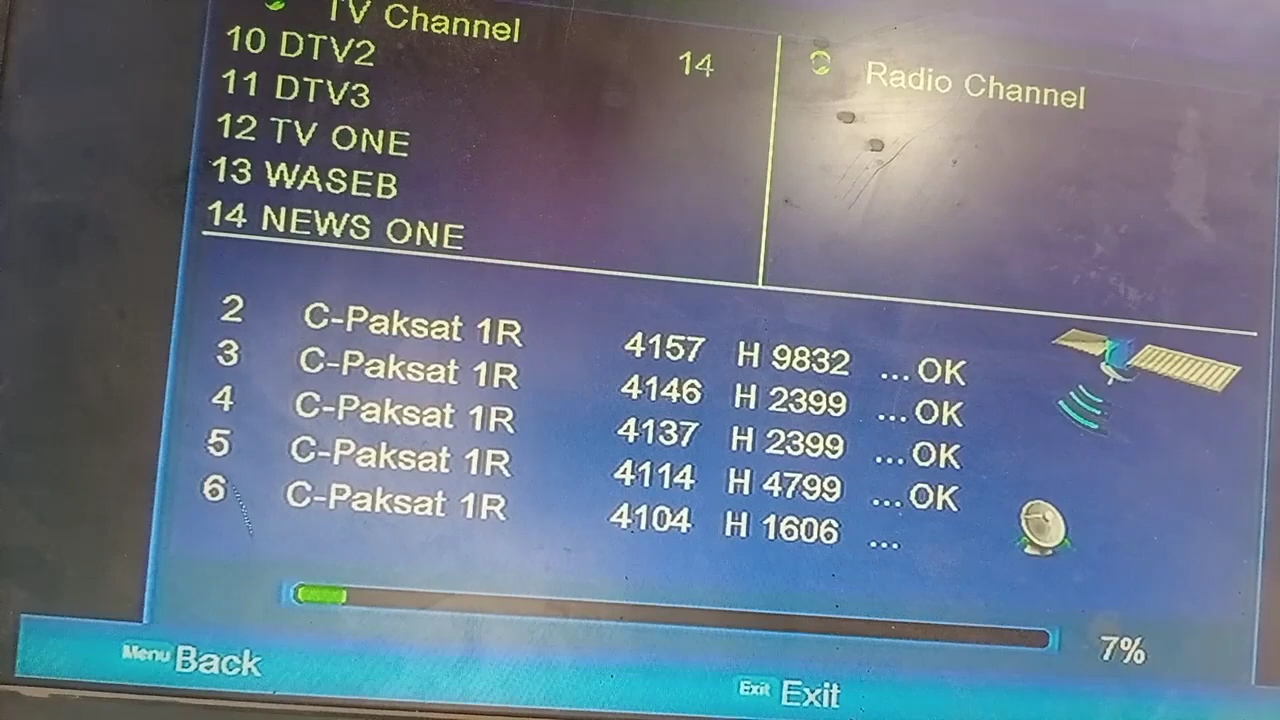 TV Channel 14
10 DTV2
11 DTV3
12 TV ONE
13 WASEB
14 NEWS ONE
Radio Channel
2 C-Paksat 1R 4157 H 9832 ...OK
3 C-Paksat 1R 4146 H 2399 ...OK
4 C-Paksat 1R 4137 H 2399 ...OK
5 C-Paksat 1R 4114 H 4799 ...OK
6 C-Paksat 1R 4104 H 1606 ...
7%
Menu Back
Exit Exit